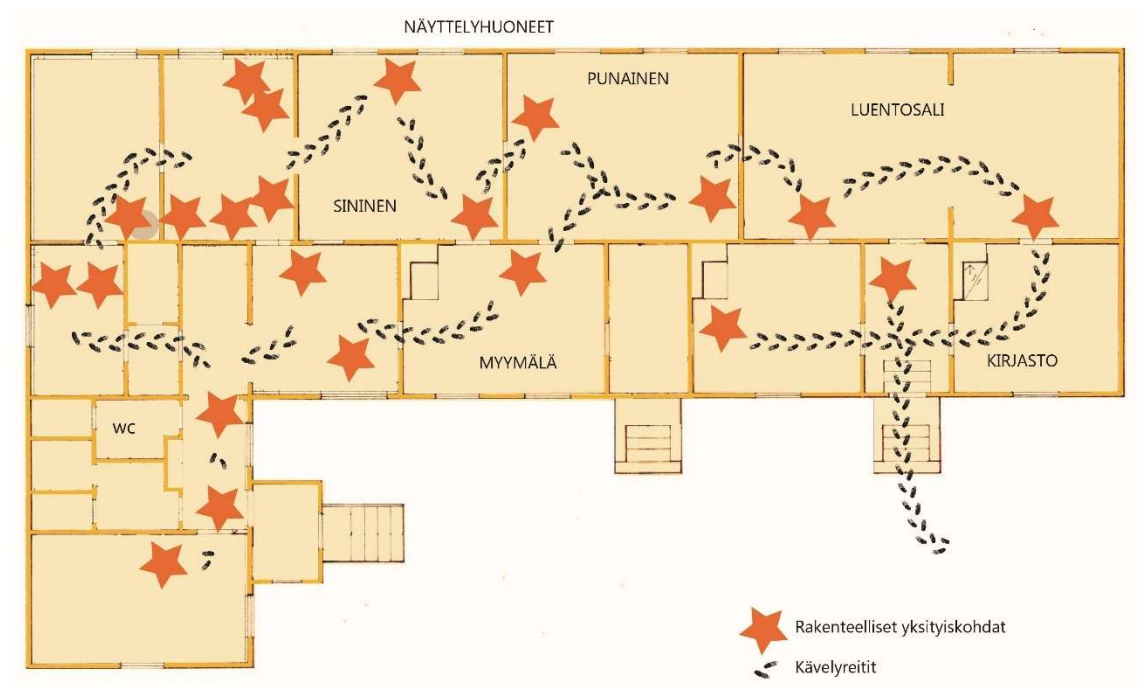 NÄYTTELYHUONEET
PUNAINEN
LUENTOSALI
SININEN
MYYMÄLÄ
KIRJASTO
WC
Rakenteelliset yksityiskohdat
Kävelyreitit